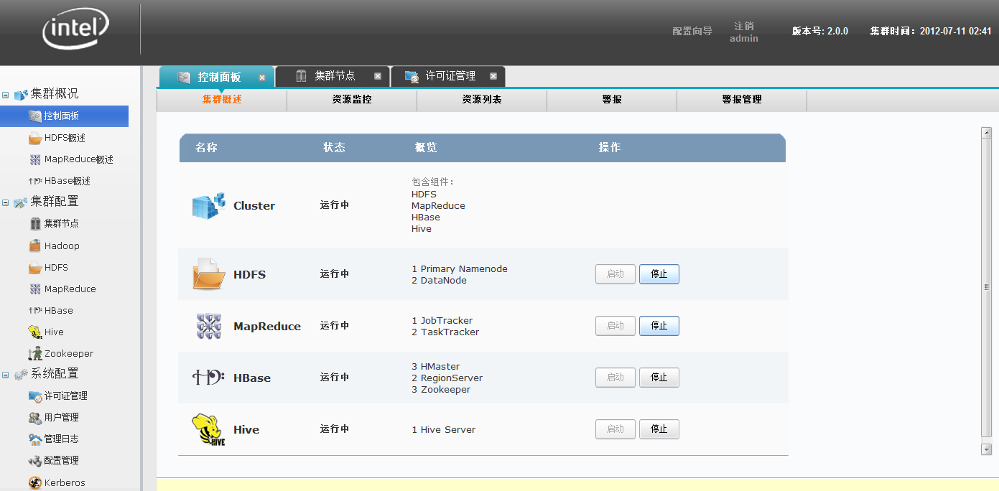 intel
配置向导
注销
admin
版本号: 2.0.0
集群时间: 2012-07-11 02:41
控制面板
集群节点
许可证管理
集群概述
资源监控
资源列表
警报
警报管理
集群概况
控制面板
HDFS概述
MapReduce概述
HBase概述
集群配置
集群节点
Hadoop
HDFS
MapReduce
HBase
Hive
Zookeeper
系统配置
许可证管理
用户管理
管理日志
配置管理
Kerberos
名称 状态 概览 操作
Cluster 运行中
包含组件:
HDFS
MapReduce
HBase
Hive
HDFS 运行中
1 Primary Namenode
2 DataNode
启动 停止
MapReduce 运行中
1 JobTracker
2 TaskTracker
启动 停止
HBase 运行中
3 HMaster
2 RegionServer
3 Zookeeper
启动 停止
HIVE
Hive 运行中 1 Hive Server 启动 停止